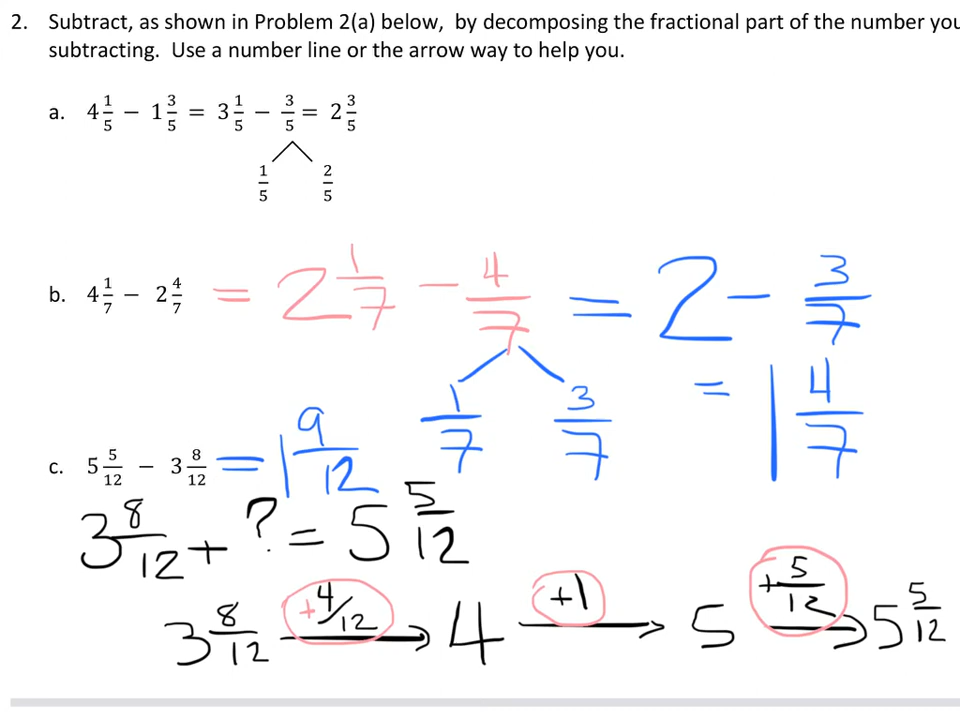 2. Subtract, as shown in Problem 2(a) below, by decomposing the fractional part of the number you
subtracting. Use a number line or the arrow way to help you.
a. 4 1/5 − 1 3/5 = 3 1/5 − 3/5 = 2 3/5
1/5 2/5
b. 4 1/7 − 2 4/7 = 2 1/7 − 4/7 = 2 − 3/7
1/7 3/7 = 1 4/7
c. 5 5/12 − 3 8/12 = 1 9/12
3 8/12 + ? = 5 5/12
3 8/12 +4/12 → 4 +1 → 5 +5/12 → 5 5/12